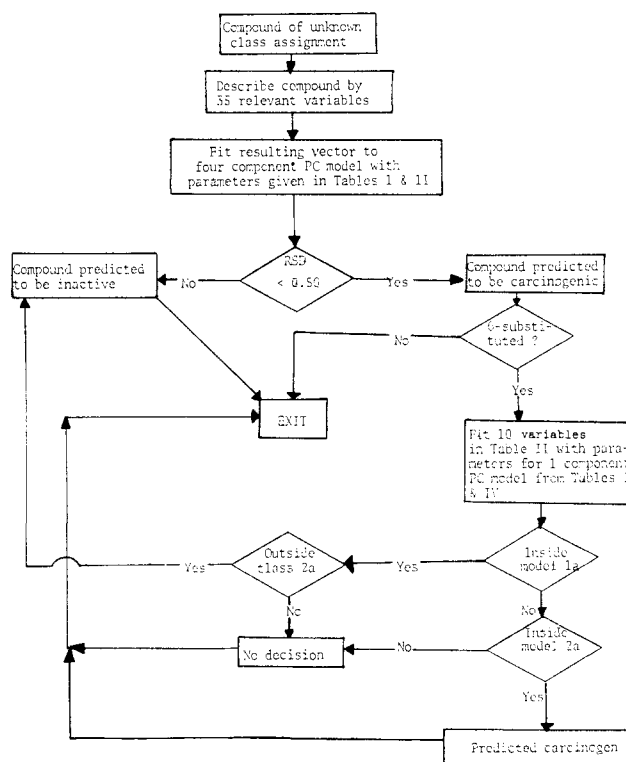 Compound of unknown
class assignment
Describe compound by
35 relevant variables
Fit resulting vector to
four component PC model with
parameters given in Tables I & II
RSD
< 0.50
No
Yes
Compound predicted
to be inactive
Compound predicted
to be carcinogenic
6-substi-
tuted ?
No
Yes
EXIT
Fit 10 variables
in Table II with para-
meters for 1 component
PC model from Tables
& IV
Inside
model 1a
Yes
Outside
class 2a
Yes
No
No
Inside
model 2a
No
No decision
Yes
Predicted carcinogen